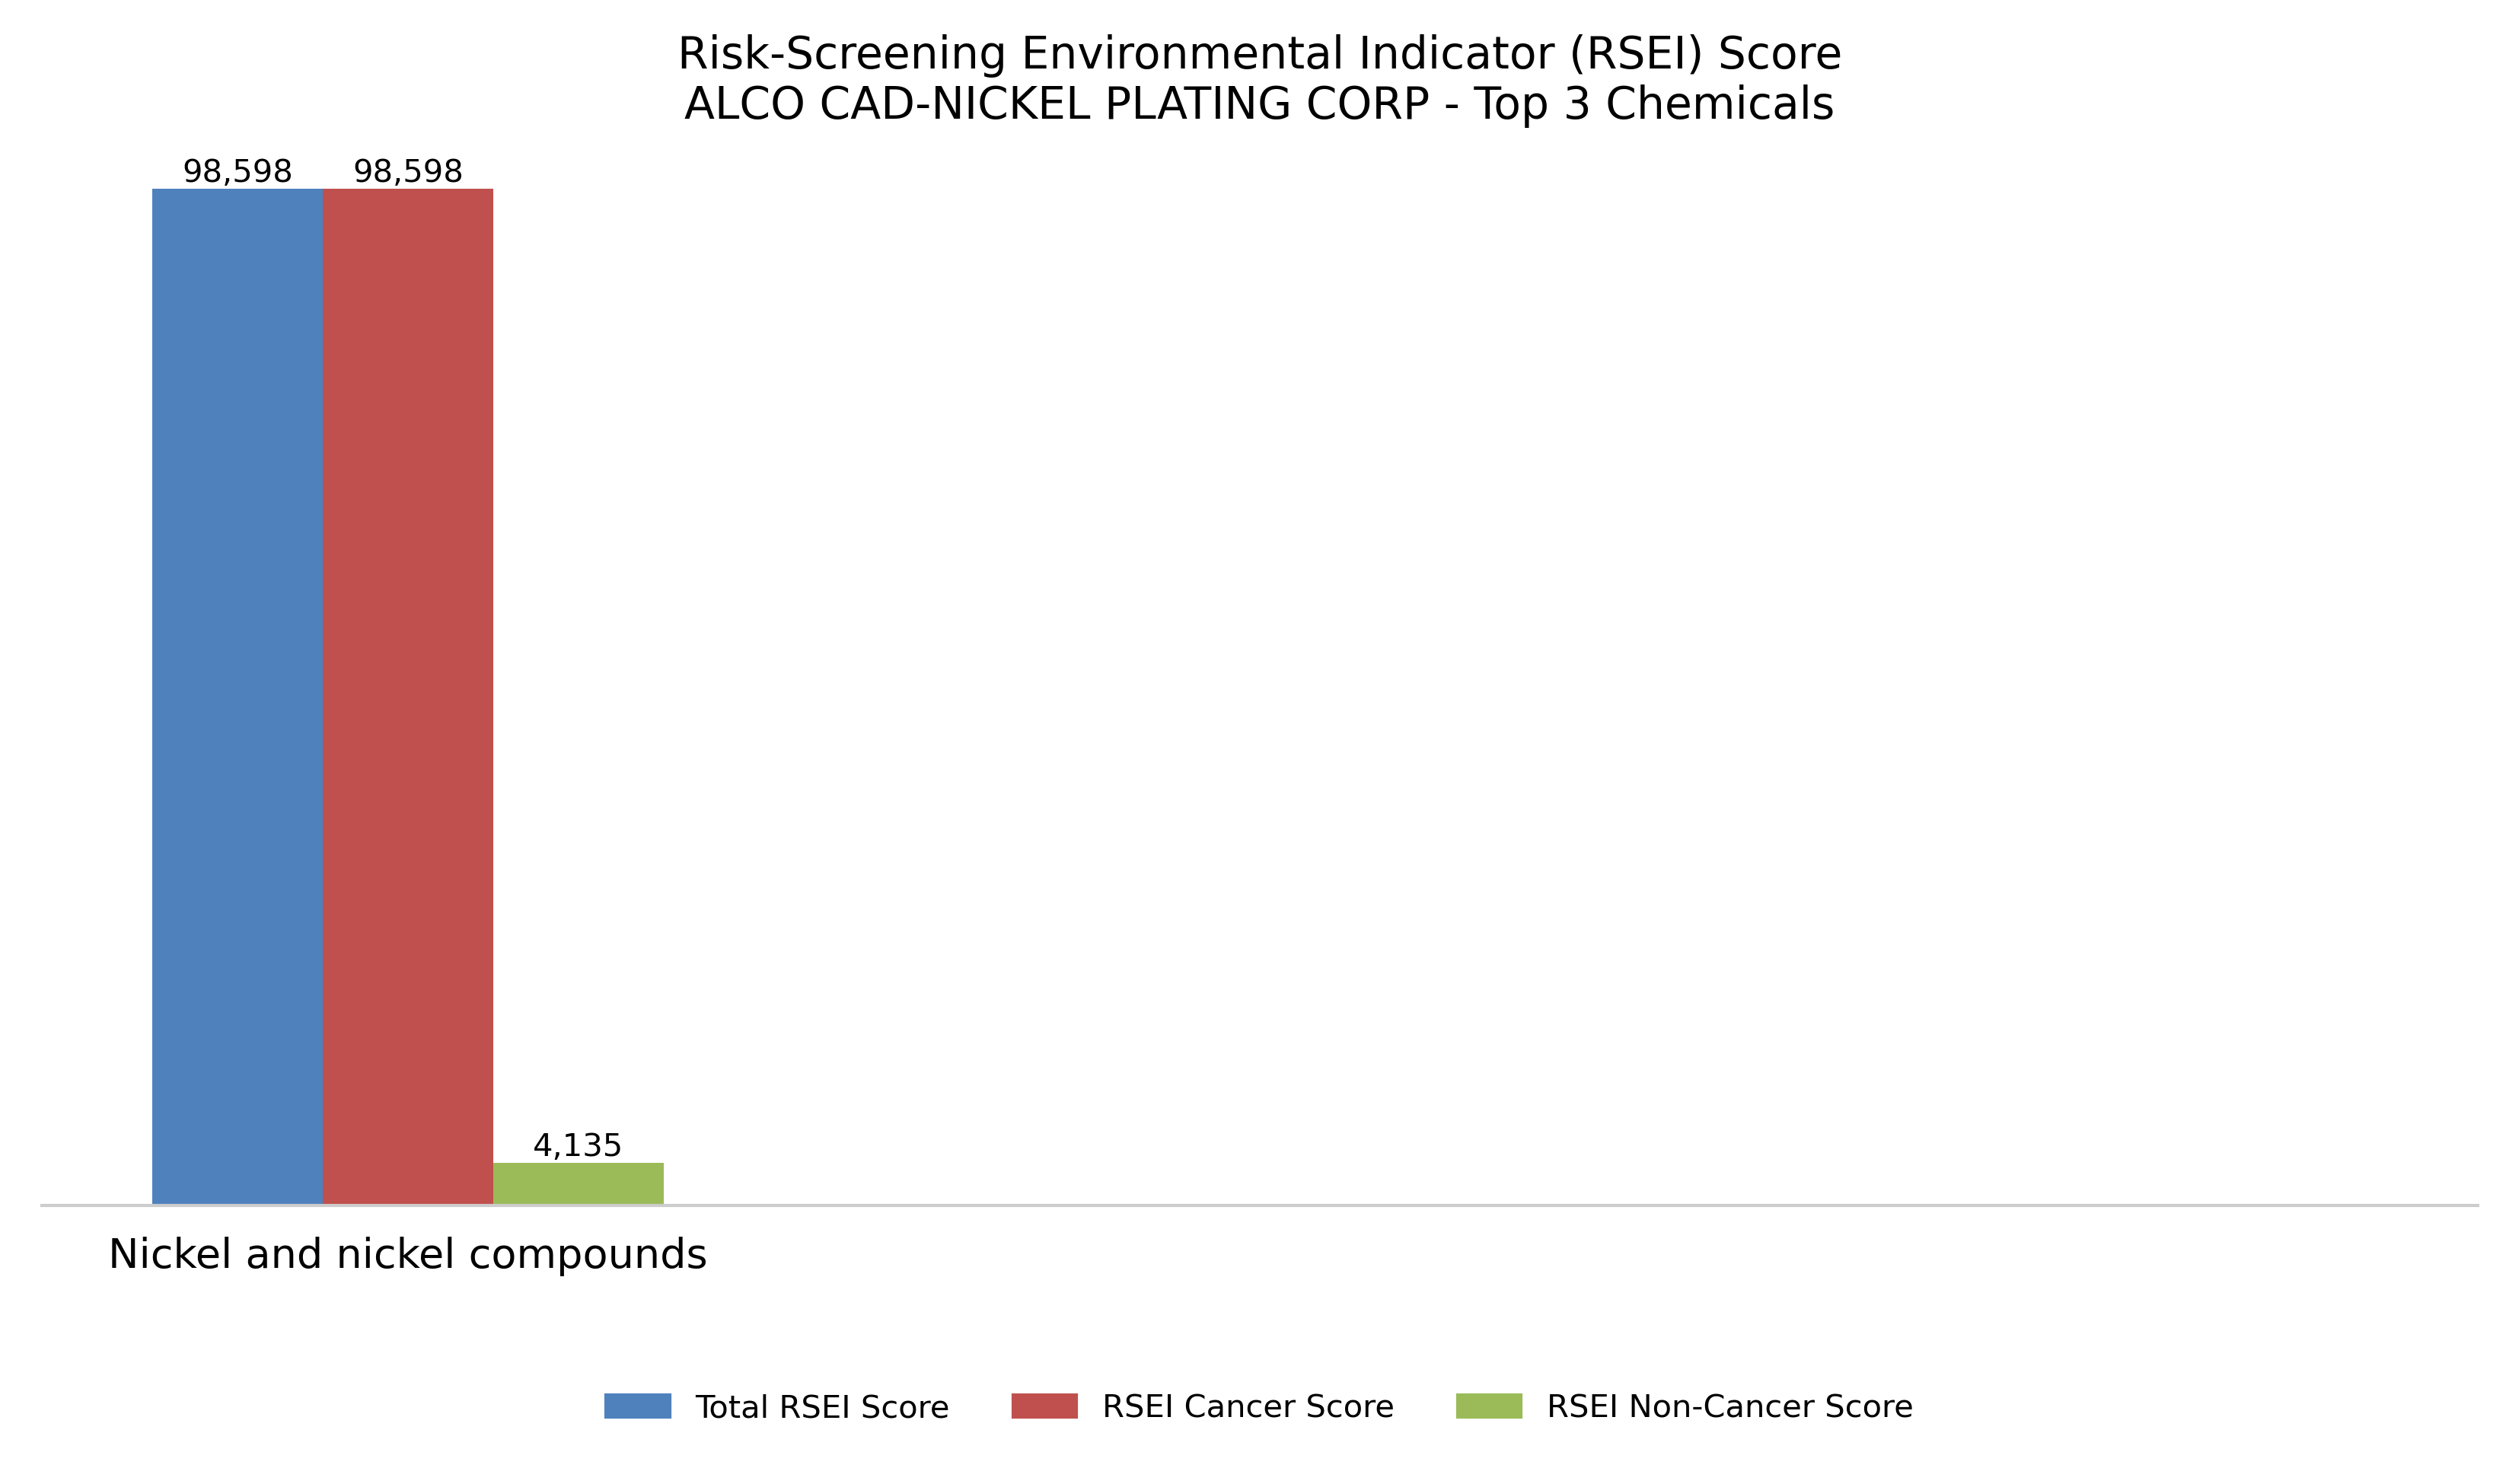 Risk-Screening Environmental Indicator (RSEI) Score
ALCO CAD-NICKEL PLATING CORP - Top 3 Chemicals
98,598
98,598
4,135
Nickel and nickel compounds
Total RSEI Score
RSEI Cancer Score
RSEI Non-Cancer Score